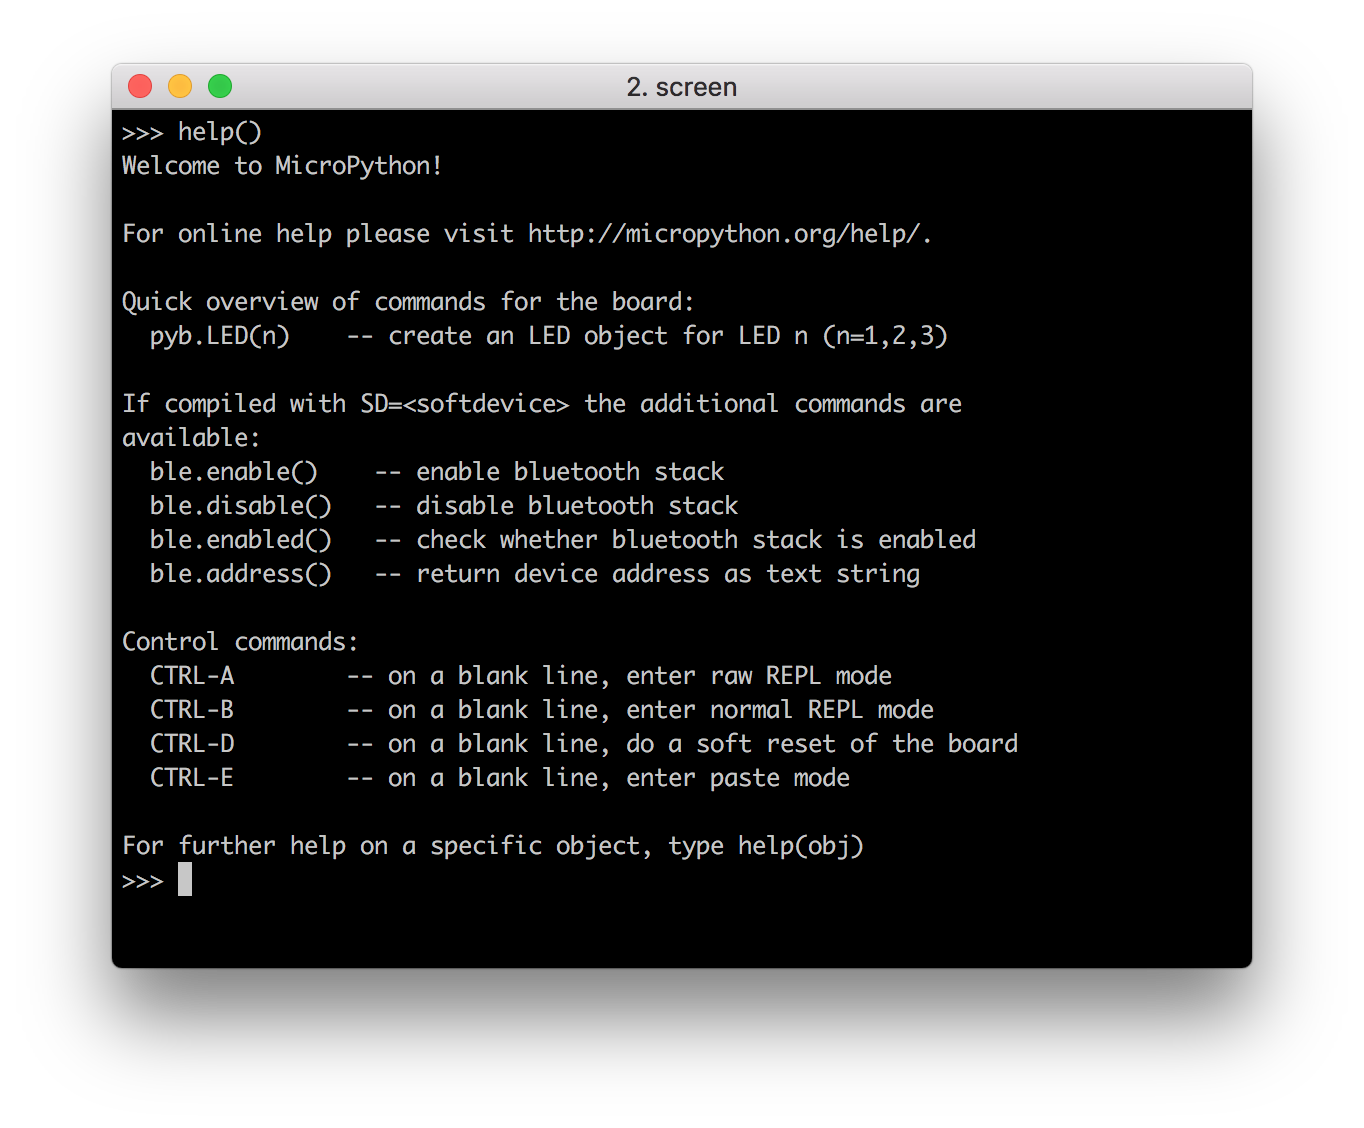 2. screen
>>> help()
Welcome to MicroPython!
For online help please visit http://micropython.org/help/.
Quick overview of commands for the board:
  pyb.LED(n)    -- create an LED object for LED n (n=1,2,3)
If compiled with SD=<softdevice> the additional commands are
available:
  ble.enable()    -- enable bluetooth stack
  ble.disable()   -- disable bluetooth stack
  ble.enabled()   -- check whether bluetooth stack is enabled
  ble.address()   -- return device address as text string
Control commands:
  CTRL-A        -- on a blank line, enter raw REPL mode
  CTRL-B        -- on a blank line, enter normal REPL mode
  CTRL-D        -- on a blank line, do a soft reset of the board
  CTRL-E        -- on a blank line, enter paste mode
For further help on a specific object, type help(obj)
>>>